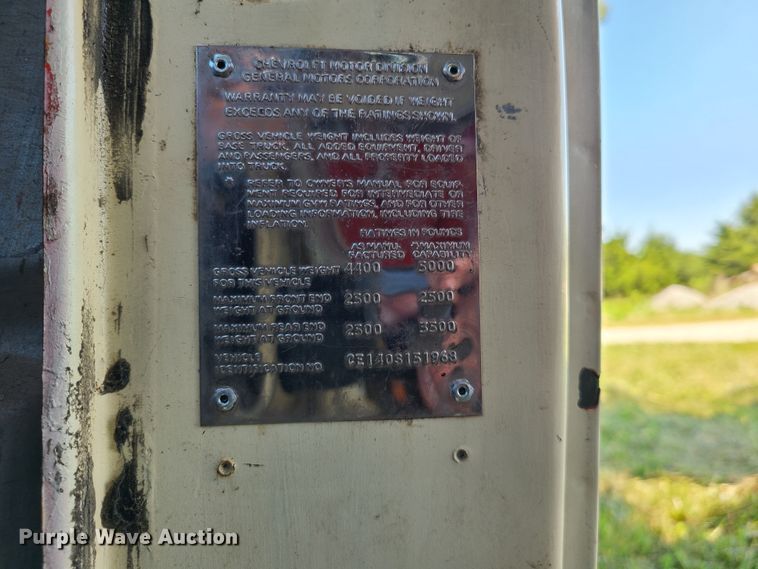 CHEVROLET MOTOR DIVISION
GENERAL MOTORS CORPORATION
WARRANTY MAY BE VOIDED IF WEIGHT
EXCEEDS ANY OF THE RATINGS SHOWN.
GROSS VEHICLE WEIGHT INCLUDES WEIGHT OF
BASE TRUCK, ALL ADDED EQUIPMENT, DRIVER
AND PASSENGERS, AND ALL PROPERTY LOADED
INTO TRUCK.
* REFER TO OWNER'S MANUAL FOR EQUIP-
MENT REQUIRED FOR INTERMEDIATE OR
MAXIMUM GVW RATINGS, AND FOR OTHER
LOADING INFORMATION, INCLUDING TIRE
INFLATION.
RATINGS IN POUNDS
AS MANU- *MAXIMUM
FACTURED CAPABILITY
GROSS VEHICLE WEIGHT 4400 5000
FOR THIS VEHICLE
MAXIMUM FRONT END 2500 2500
WEIGHT AT GROUND
MAXIMUM REAR END 2500 3500
WEIGHT AT GROUND
VEHICLE CE140S151968
IDENTIFICATION NO.
Purple Wave Auction